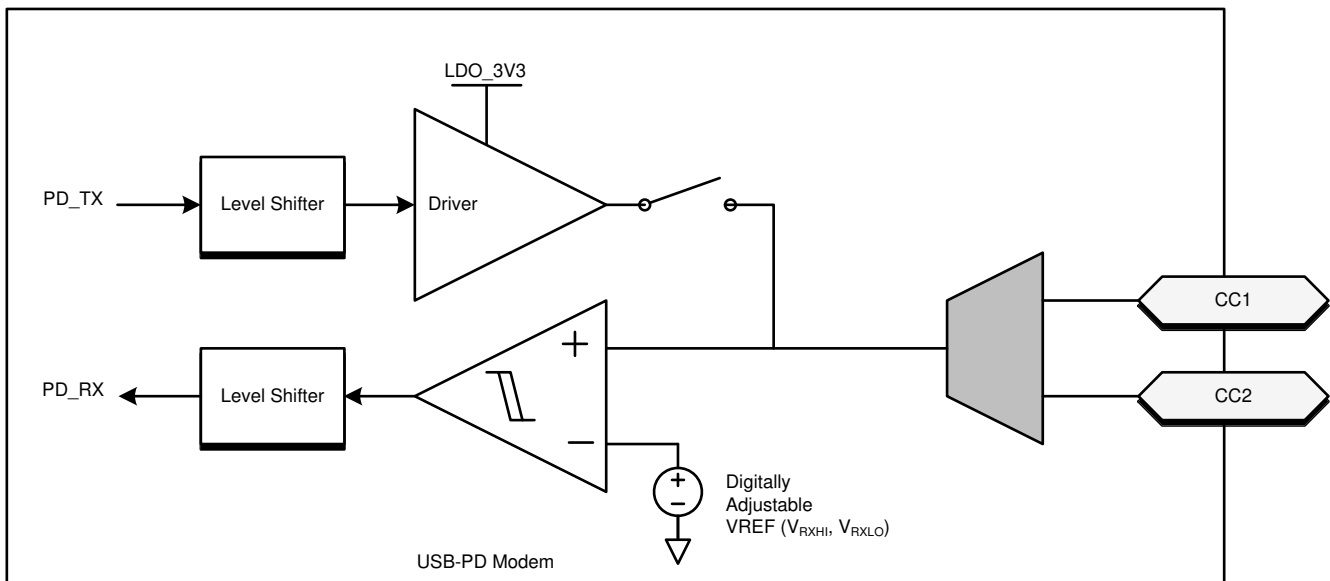 LDO_3V3
PD_TX
Level Shifter
Driver
CC1
+
PD_RX
Level Shifter
CC2
−
+
−
Digitally
Adjustable
VREF (VRXHI, VRXLO)
USB-PD Modem